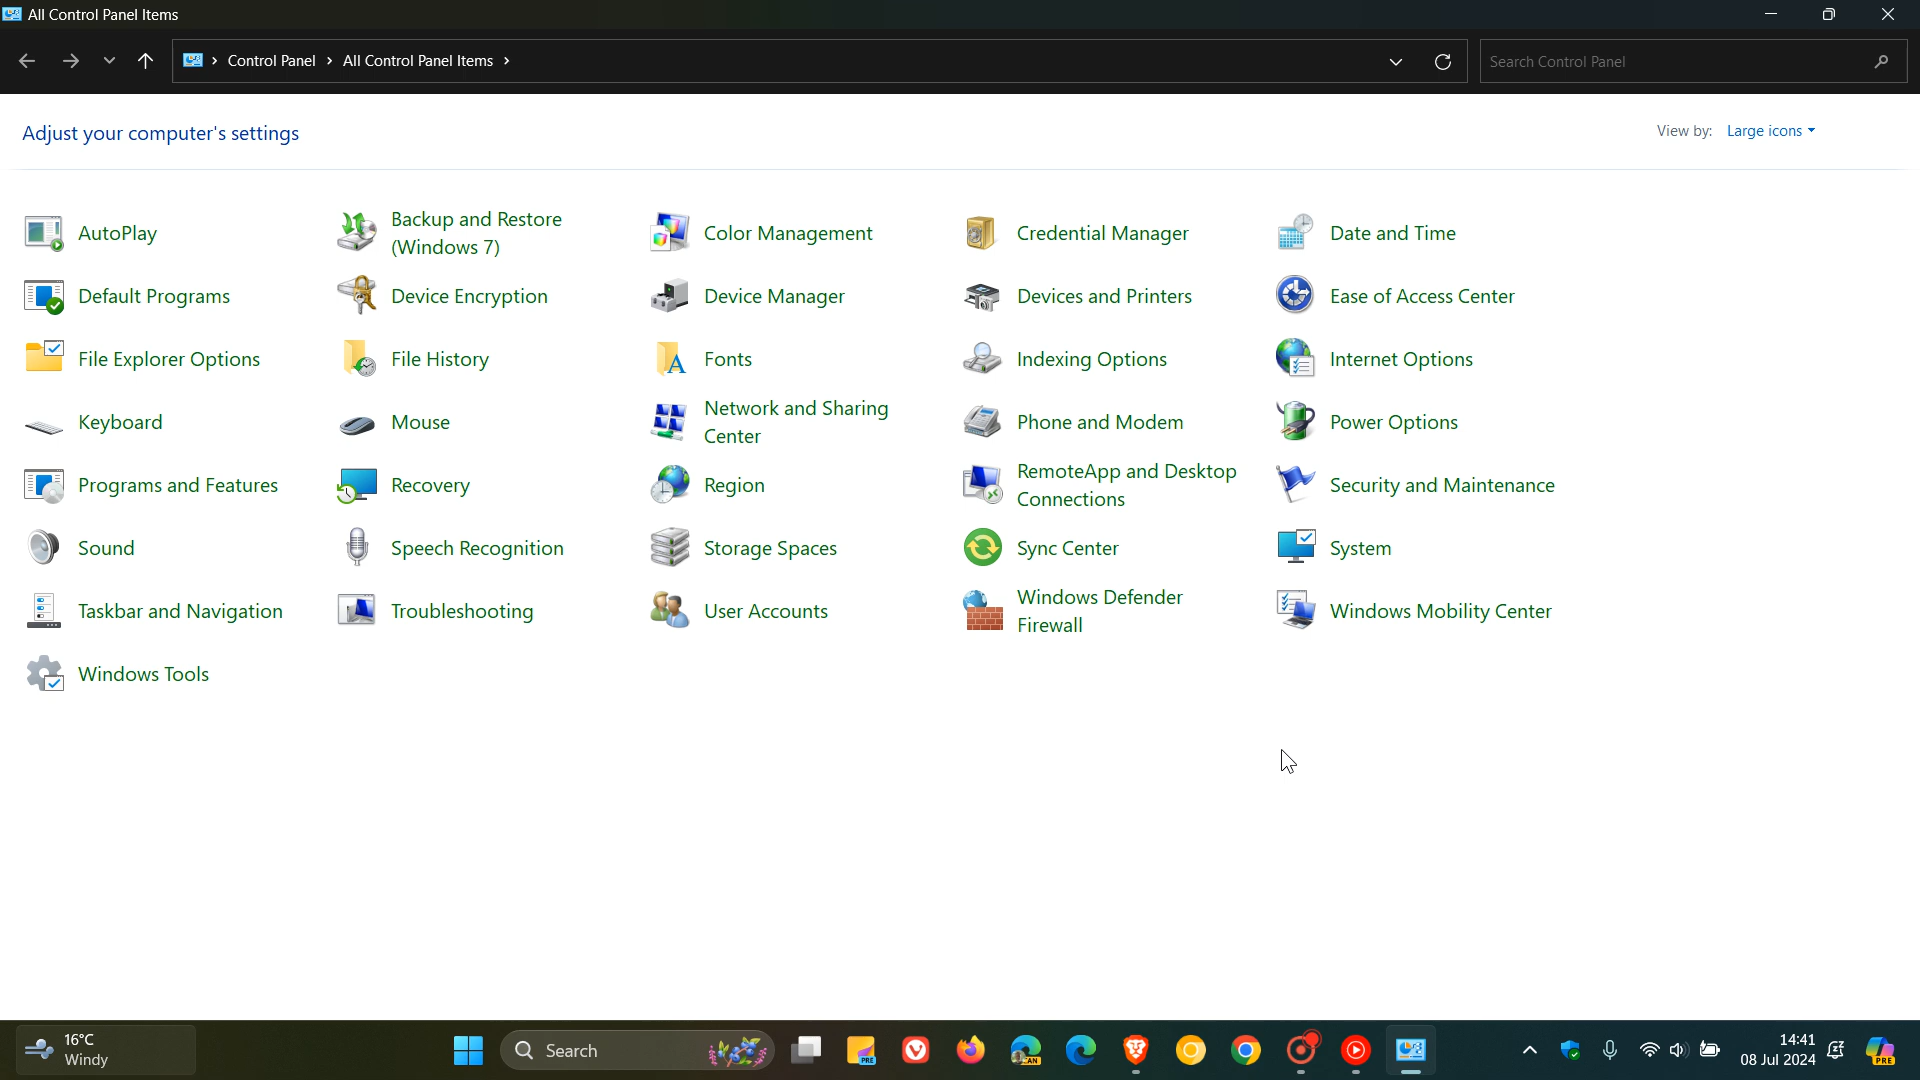 All Control Panel Items
Control Panel
All Control Panel Items
Search Control Panel
Adjust your computer's settings
View by: Large icons
AutoPlay
Backup and Restore
(Windows 7)
Color Management
Credential Manager
Date and Time
Default Programs
Device Encryption
Device Manager
Devices and Printers
Ease of Access Center
File Explorer Options
File History
Fonts
Indexing Options
Internet Options
Keyboard
Mouse
Network and Sharing
Center
Phone and Modem
Power Options
Programs and Features
Recovery
Region
RemoteApp and Desktop
Connections
Security and Maintenance
Sound
Speech Recognition
Storage Spaces
Sync Center
System
Taskbar and Navigation
Troubleshooting
User Accounts
Windows Defender
Firewall
Windows Mobility Center
Windows Tools
16°C
Windy
Search
PRE
CAN
14:41
08 Jul 2024
PRE